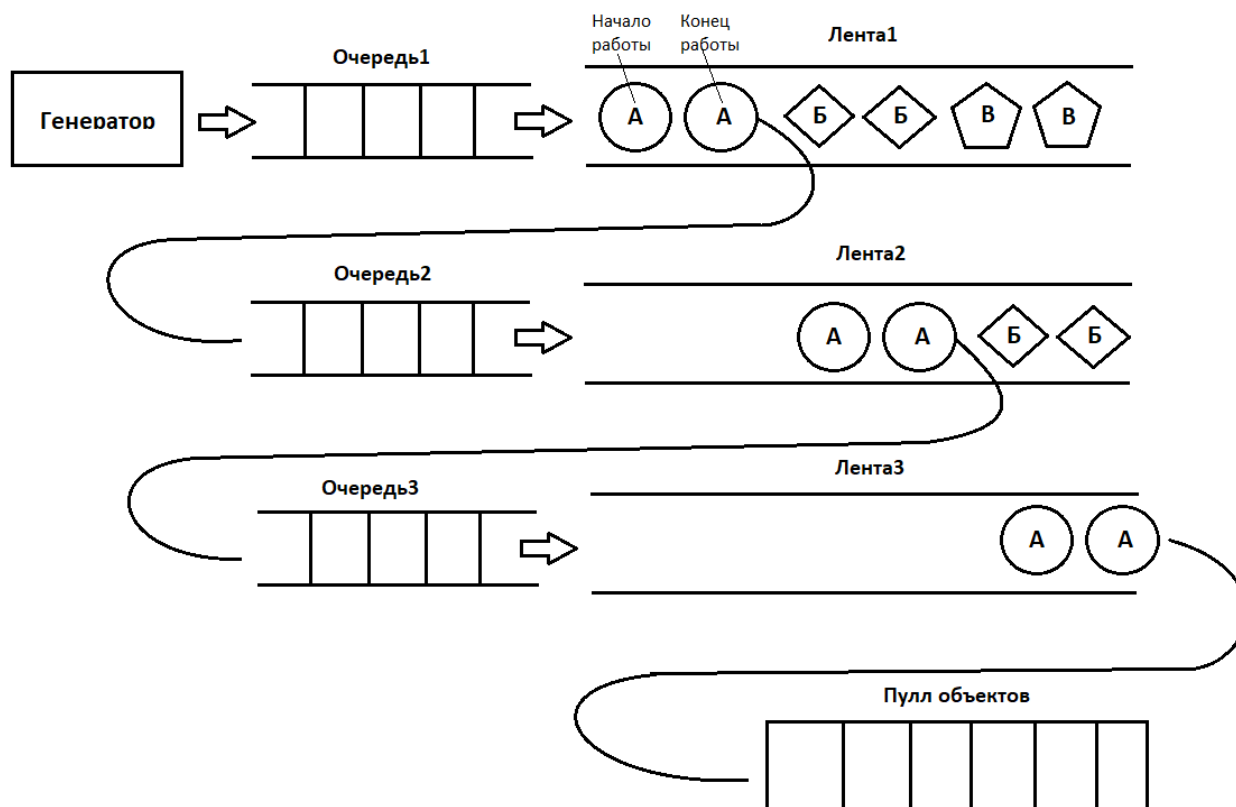 Начало работы
Конец работы
Лента1
Очередь1
Генератор
А А Б Б В В
Лента2
Очередь2
А А Б Б
Лента3
Очередь3
А А
Пулл объектов